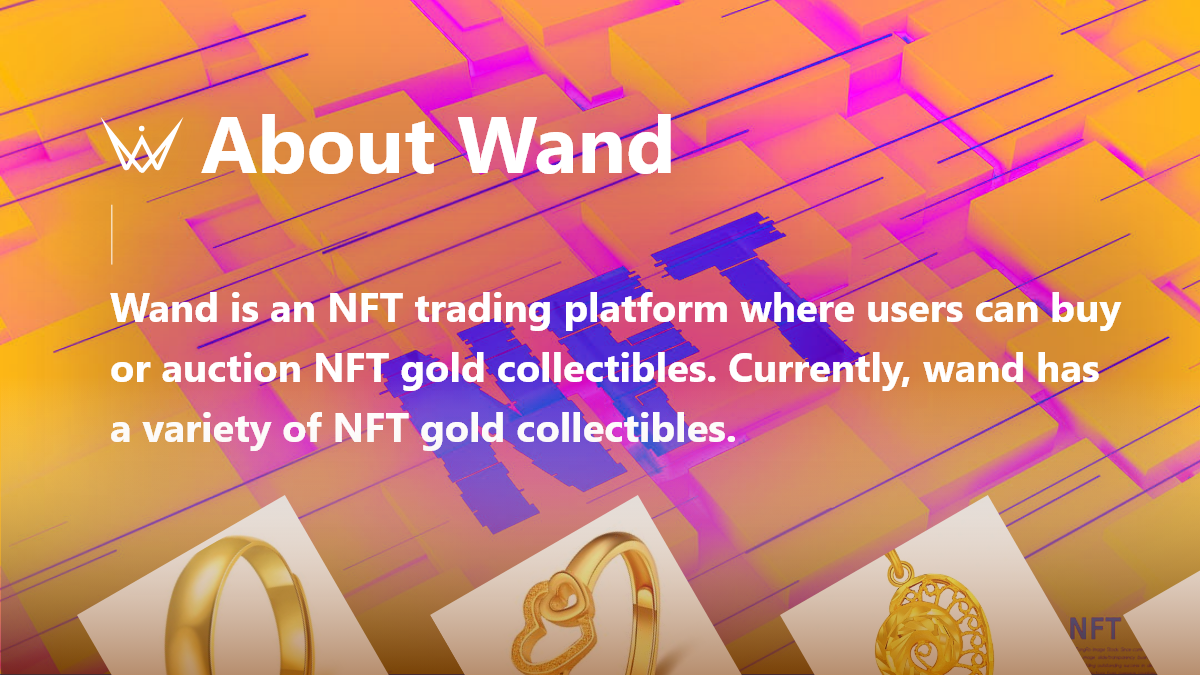 About Wand
Wand is an NFT trading platform where users can buy
or auction NFT gold collectibles. Currently, wand has
a variety of NFT gold collectibles.
NFT
NFT